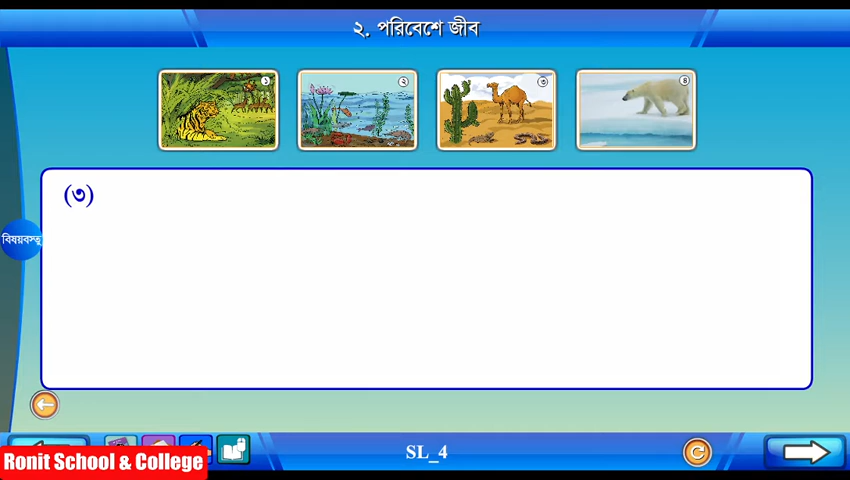 ২. পরিবেশে জীব
১
২
৩
৪
(৩)
বিষয়বস্তু
SL_4
Ronit School & College